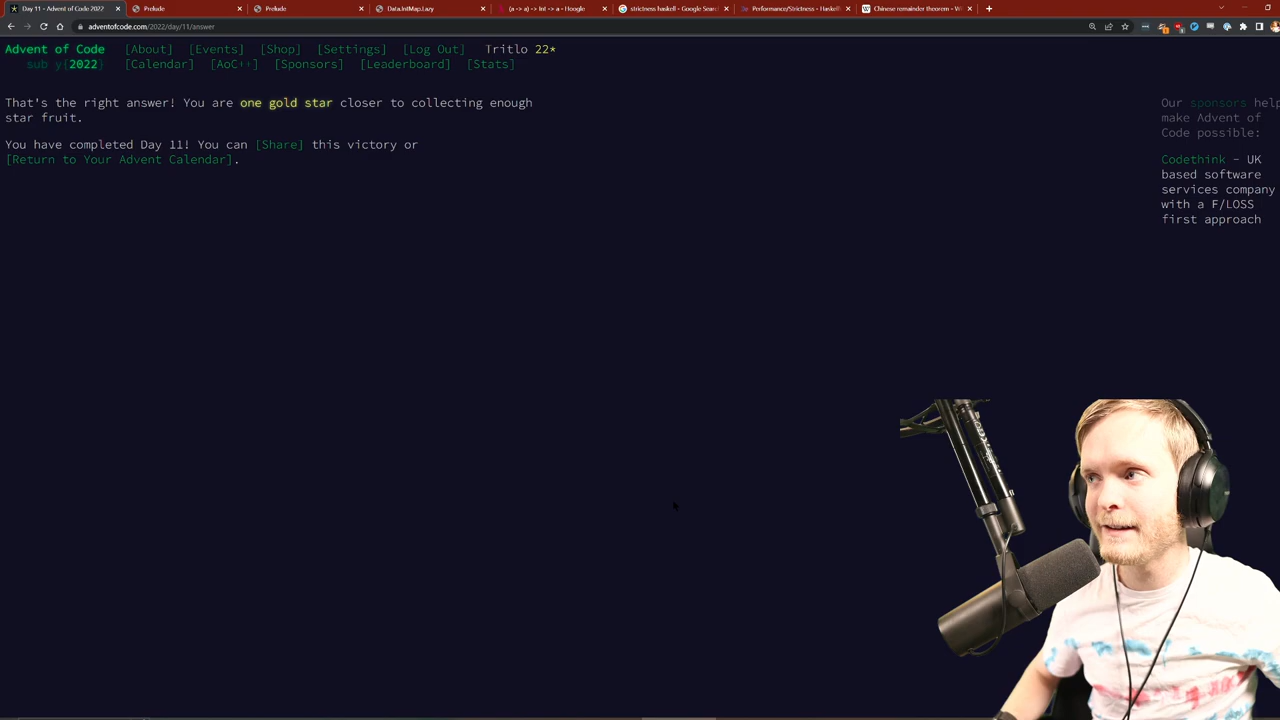 Day 11 - Advent of Code 2022
Prelude
Prelude
Data.IntMap.Lazy
(a -> a) -> Int -> a - Hoogle
strictness haskell - Google Sear
Performance/Strictness - Haskel
Chinese remainder theorem - W
adventofcode.com/2022/day/11/answer
Advent of Code [About] [Events] [Shop] [Settings] [Log Out] Tritlo 22*
sub y{2022} [Calendar] [AoC++] [Sponsors] [Leaderboard] [Stats]
That's the right answer! You are one gold star closer to collecting enough
star fruit.
You have completed Day 11! You can [Share] this victory or
[Return to Your Advent Calendar].
Our sponsors help
make Advent of
Code possible:
Codethink - UK
based software
services company
with a F/LOSS
first approach